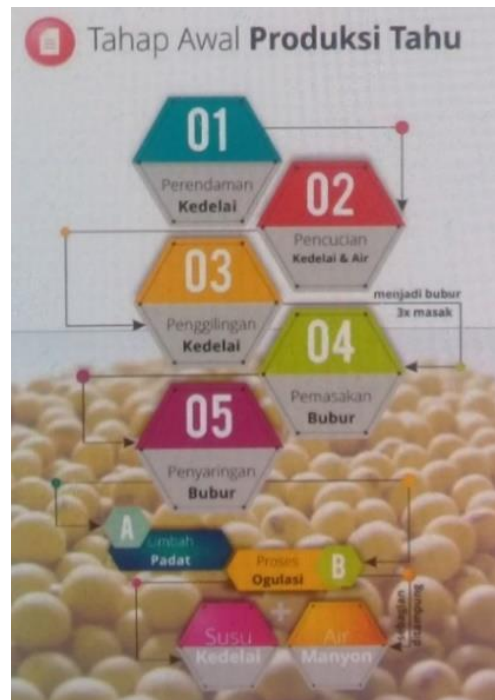 Tahap Awal Produksi Tahu
01
Perendaman
Kedelai
02
Pencucian
Kedelai & Air
03
Penggilingan
Kedelai
menjadi bubur
3x masak
04
Pemasakan
Bubur
05
Penyaringan
Bubur
A
Limbah
Padat
Proses
Ogulasi
B
Susu
Kedelai
+
Air
Manyon